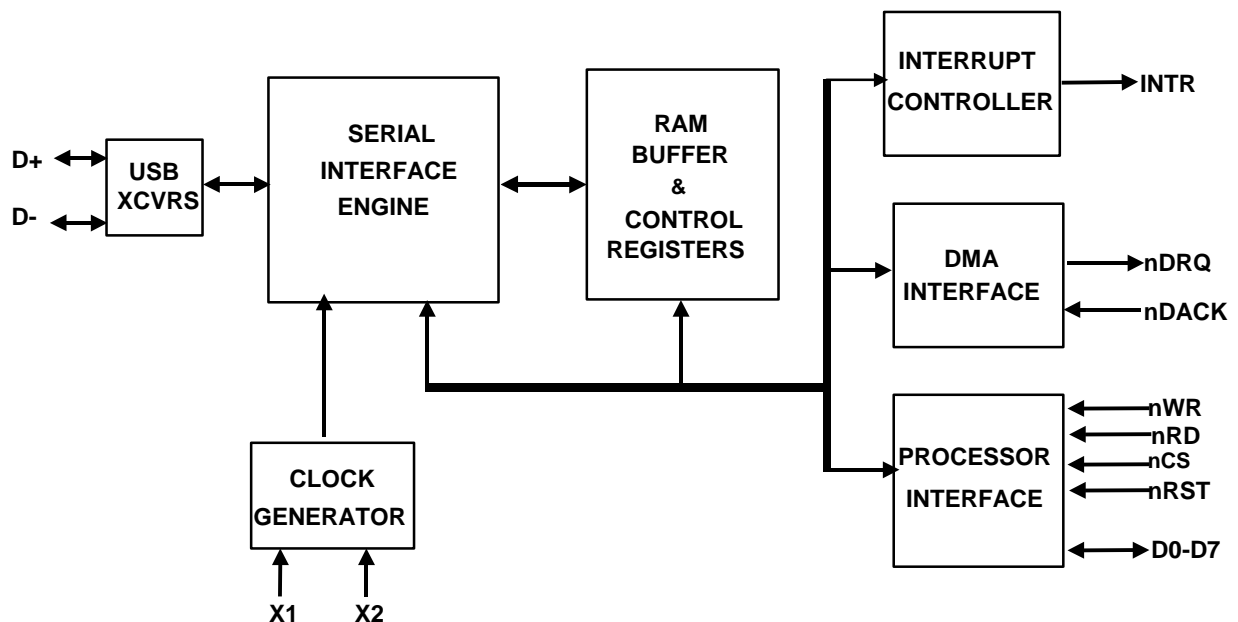 D+
D-
USB
XCVRS
SERIAL
INTERFACE
ENGINE
RAM
BUFFER
&
CONTROL
REGISTERS
CLOCK
GENERATOR
X1
X2
INTERRUPT
CONTROLLER
INTR
DMA
INTERFACE
nDRQ
nDACK
PROCESSOR
INTERFACE
nWR
nRD
nCS
nRST
D0-D7